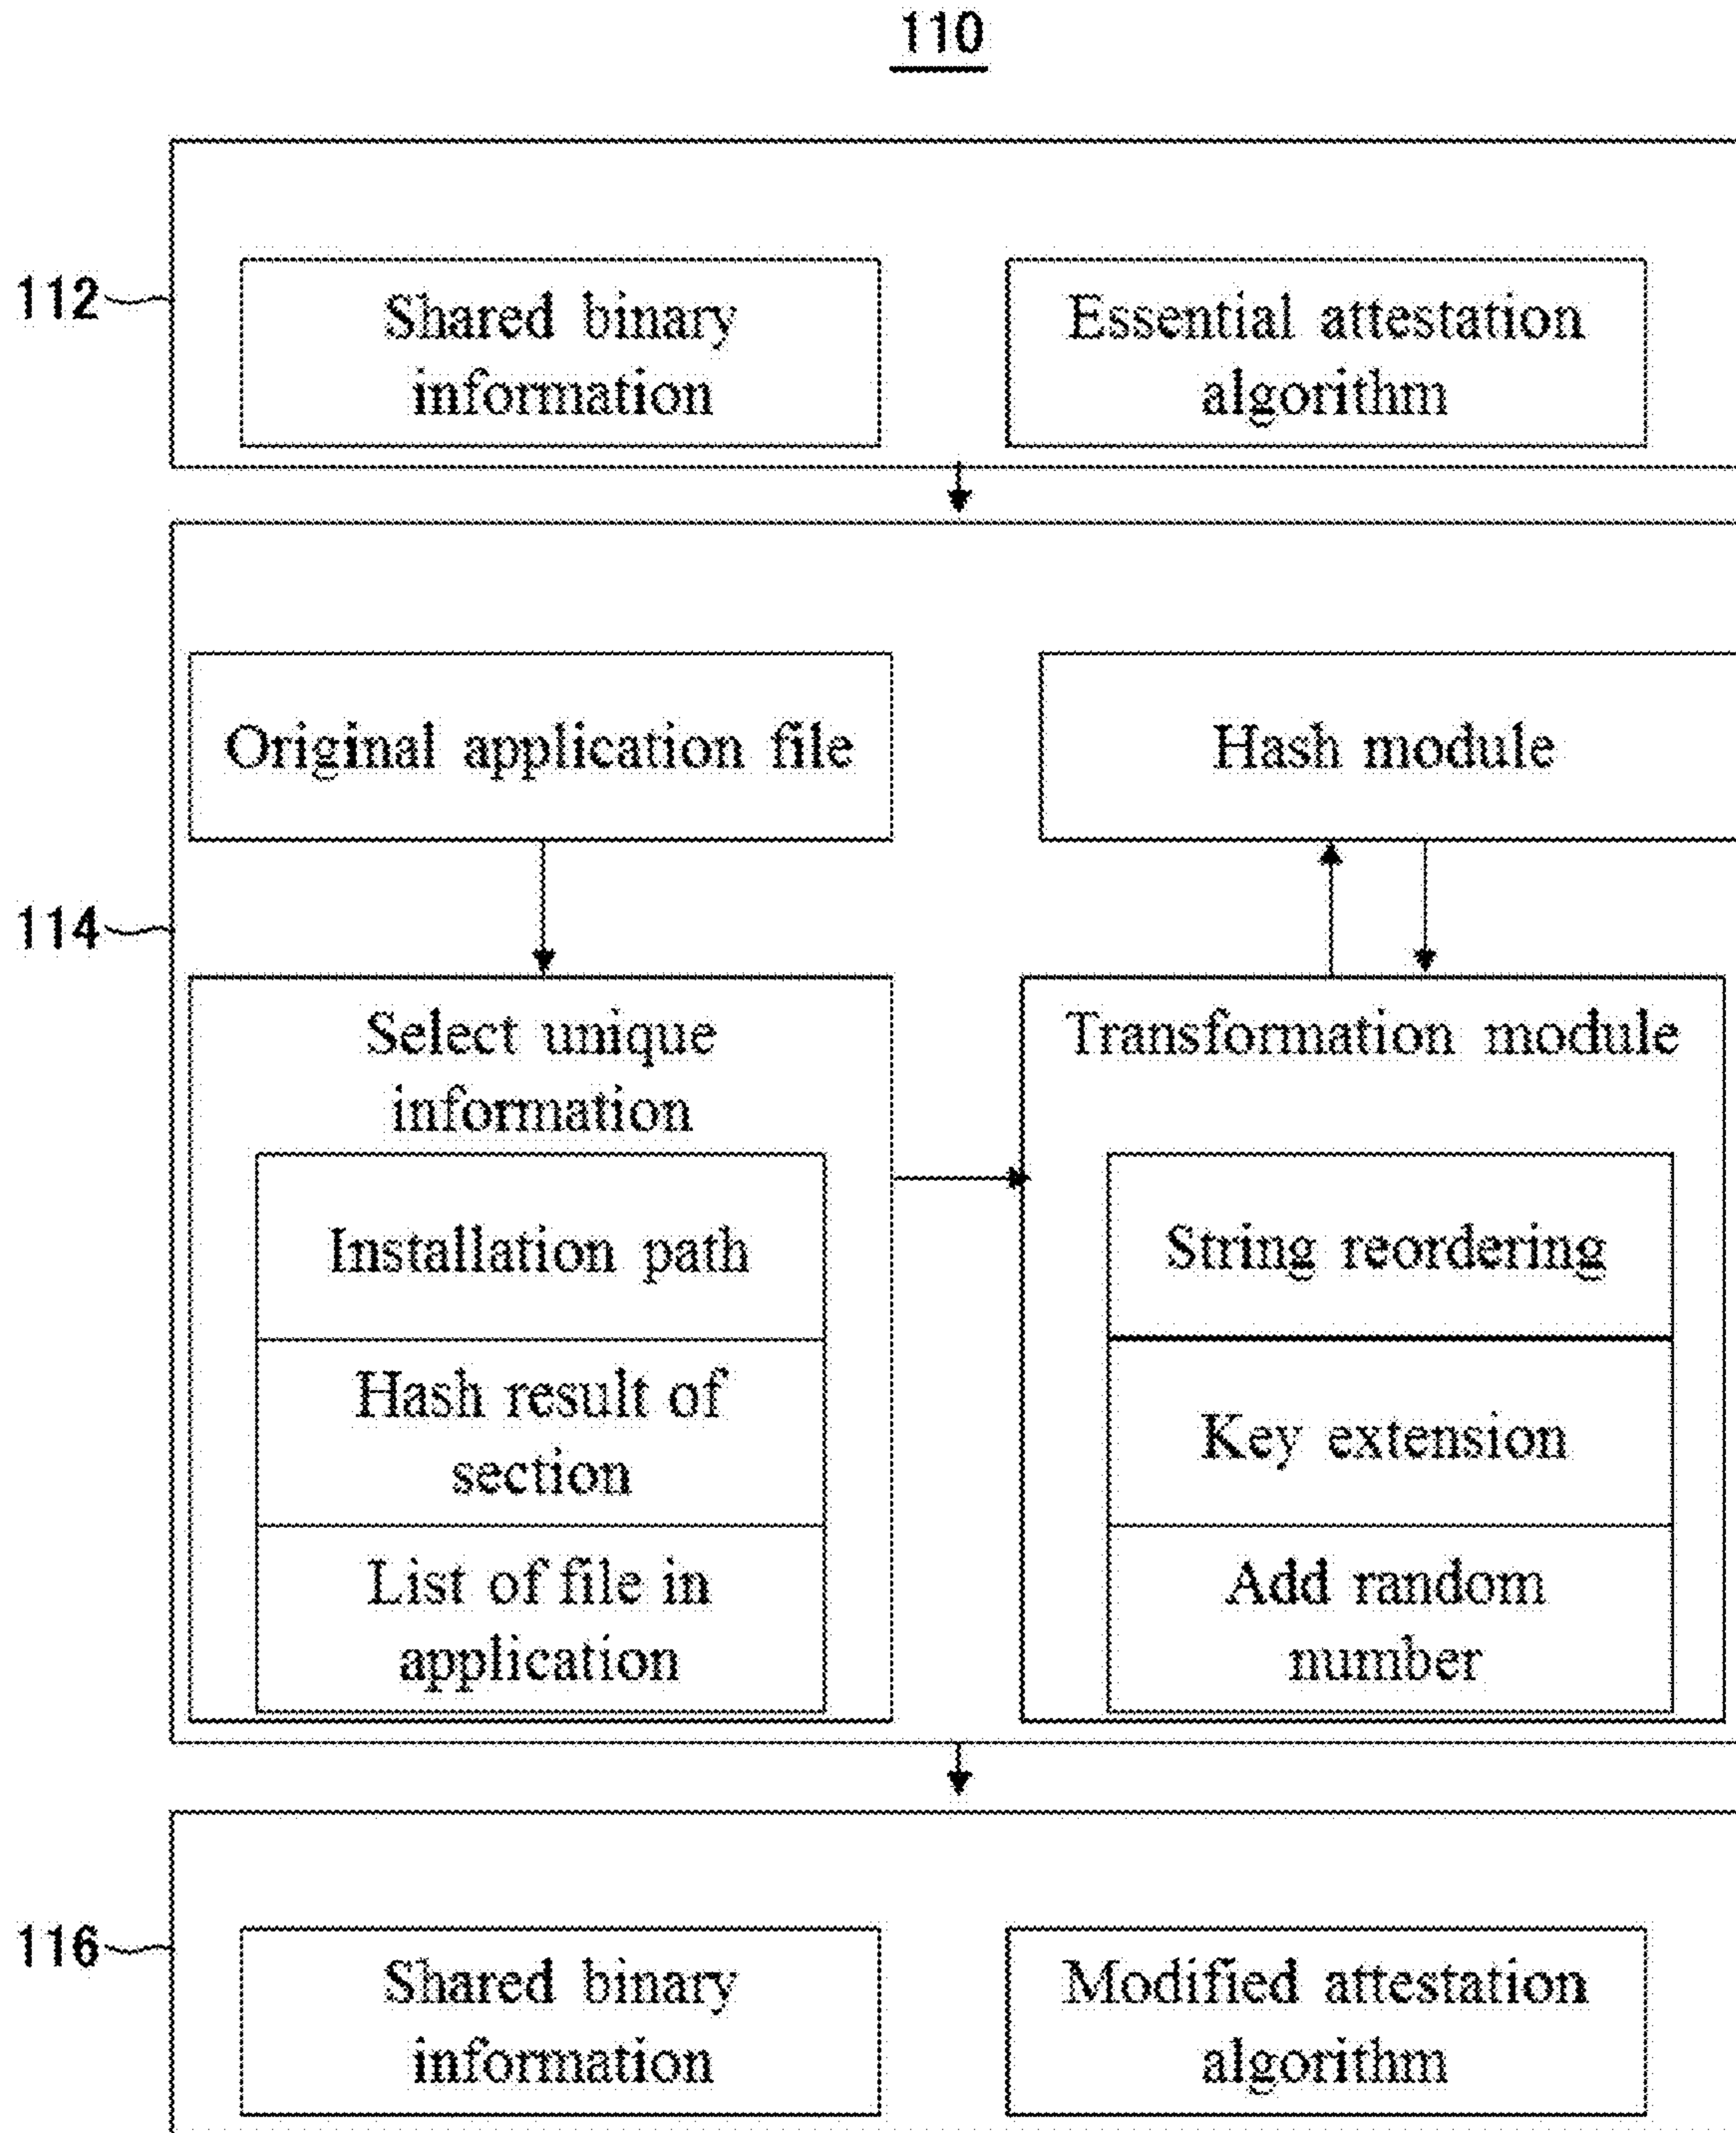 110
112
Shared binary
information
Essential attestation
algorithm
114
Original application file
Hash module
Select unique
information
Installation path
Hash result of
section
List of file in
application
Transformation module
String reordering
Key extension
Add random
number
116
Shared binary
information
Modified attestation
algorithm